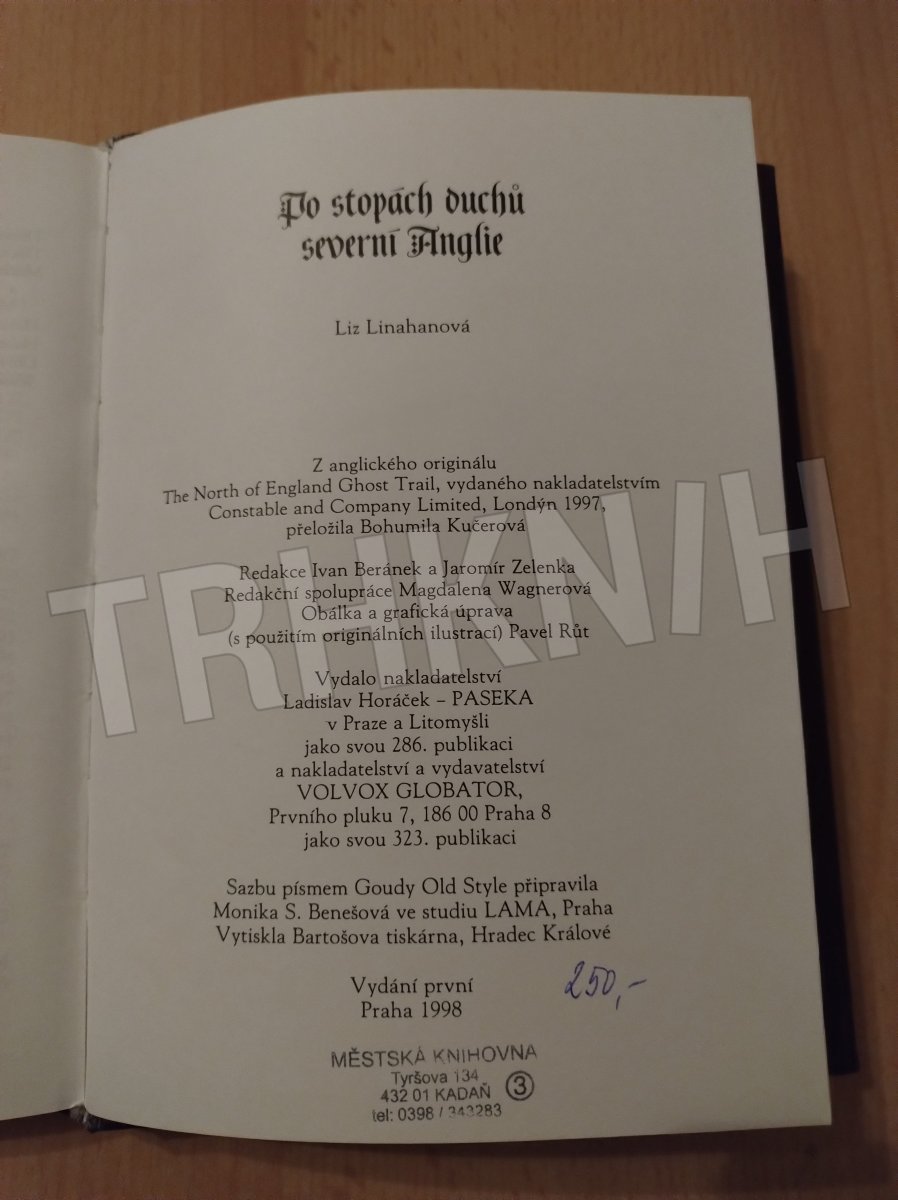 Po stopách duchů
severní Anglie
Liz Linahanová
Z anglického originálu
The North of England Ghost Trail, vydaného nakladatelstvím
Constable and Company Limited, Londýn 1997,
přeložila Bohumila Kučerová
Redakce Ivan Beránek a Jaromír Zelenka
Redakční spolupráce Magdalena Wagnerová
Obálka a grafická úprava
(s použitím originálních ilustrací) Pavel Růt
TRHKNIH
Vydalo nakladatelství
Ladislav Horáček – PASEKA
v Praze a Litomyšli
jako svou 286. publikaci
a nakladatelství a vydavatelství
VOLVOX GLOBATOR,
Prvního pluku 7, 186 00 Praha 8
jako svou 323. publikaci
Sazbu písmem Goudy Old Style připravila
Monika S. Benešová ve studiu LAMA, Praha
Vytiskla Bartošova tiskárna, Hradec Králové
Vydání první
Praha 1998
250,-
MĚSTSKÁ KNIHOVNA
Tyršova 134
432 01 KADAŇ 3
tel: 0398 / 343283